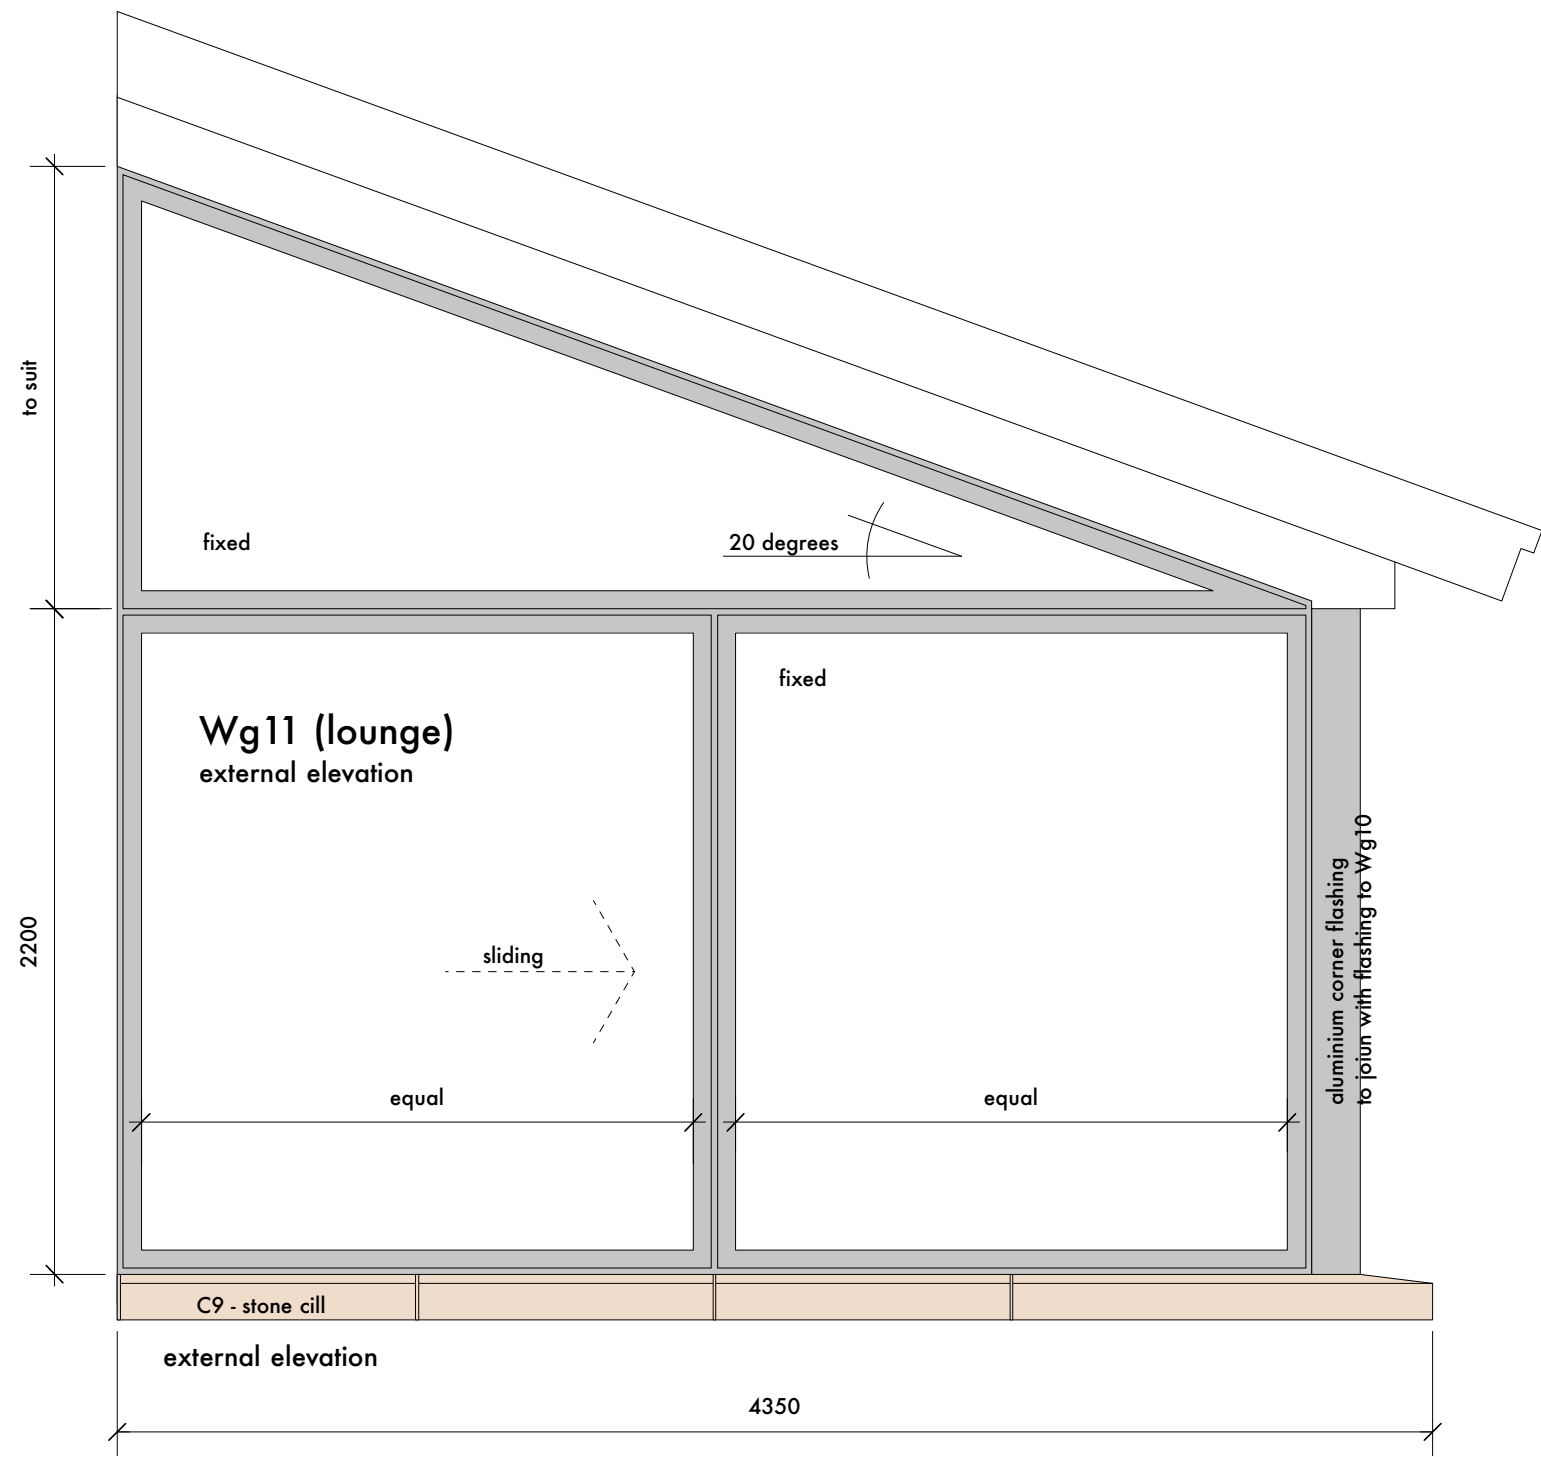 to suit
fixed
20 degrees
fixed
Wg11 (lounge)
external elevation
2200
sliding
aluminium corner flashing
to joiun with flashing to Wg10
equal
equal
C9 - stone cill
external elevation
4350